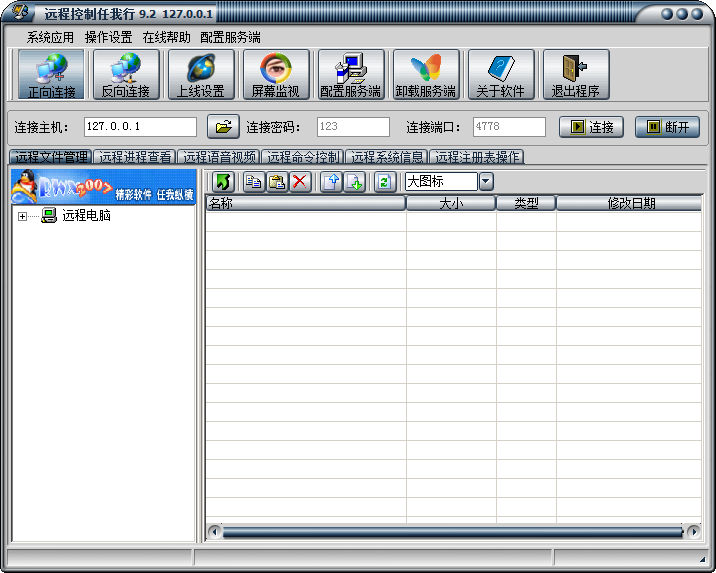 远程控制任我行 9.2 127.0.0.1
系统应用 操作设置 在线帮助 配置服务端
正向连接 反向连接 上线设置 屏幕监视 配置服务端 卸载服务端 关于软件 退出程序
连接主机: 127.0.0.1 连接密码: 123 连接端口: 4778 连接 断开
远程文件管理 远程进程查看 远程语音视频 远程命令控制 远程系统信息 远程注册表操作
精彩软件 任我纵横 大图标
名称 大小 类型 修改日期
远程电脑